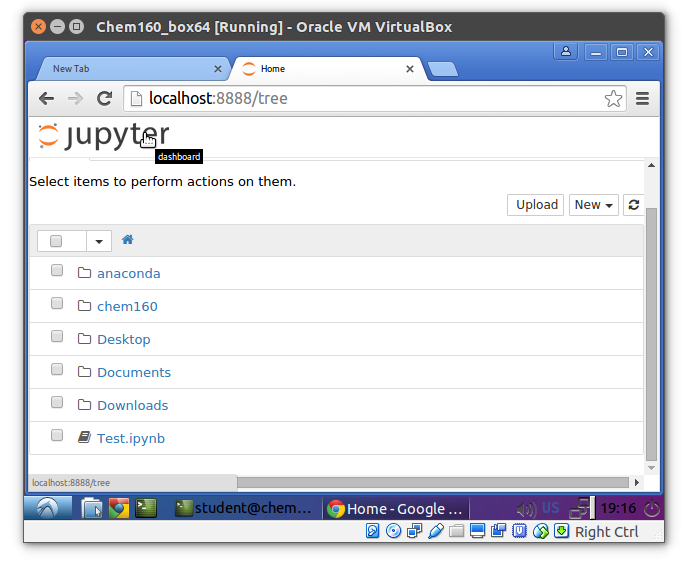 Chem160_box64 [Running] - Oracle VM VirtualBox
New Tab
Home
localhost:8888/tree
jupyter
dashboard
Select items to perform actions on them.
Upload
New
anaconda
chem160
Desktop
Documents
Downloads
Test.ipynb
localhost:8888/tree
student@chem...
Home - Google ...
US
19:16
Right Ctrl